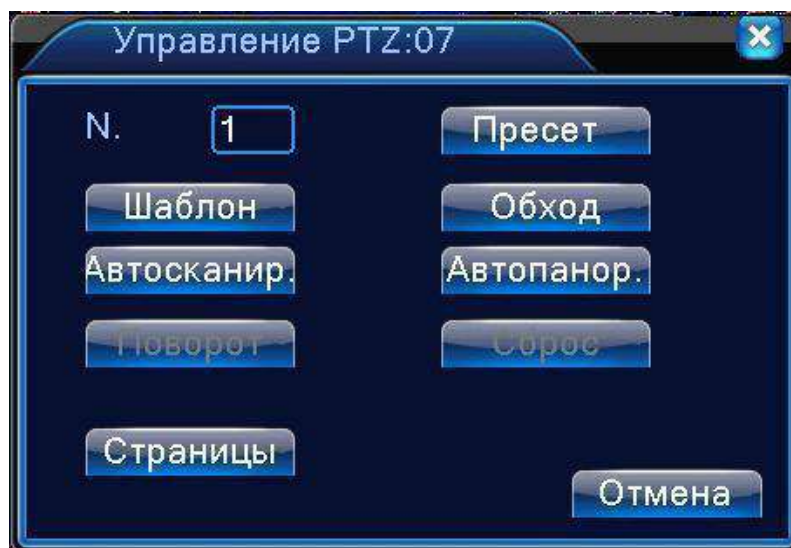 Управление PTZ:07
N. 1 Пресет
Шаблон Обход
Автосканир. Автопанор.
Поворот Сброс
Страницы
Отмена